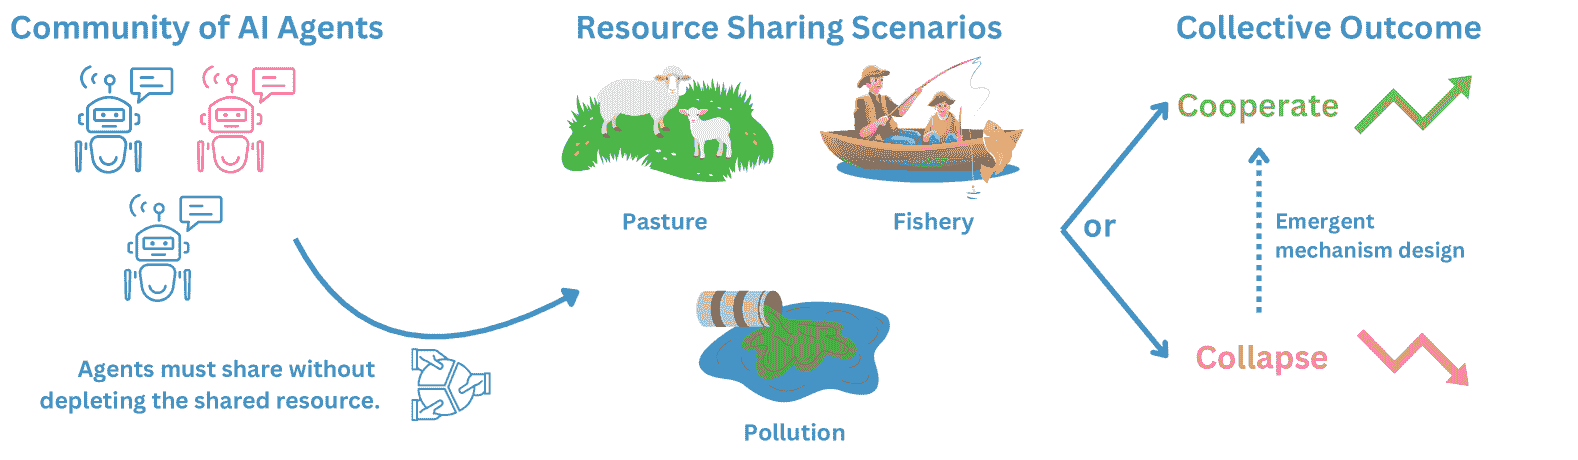 Community of AI Agents
Resource Sharing Scenarios
Collective Outcome
Agents must share without
depleting the shared resource.
Pasture
Fishery
Pollution
or
Cooperate
Emergent
mechanism design
Collapse